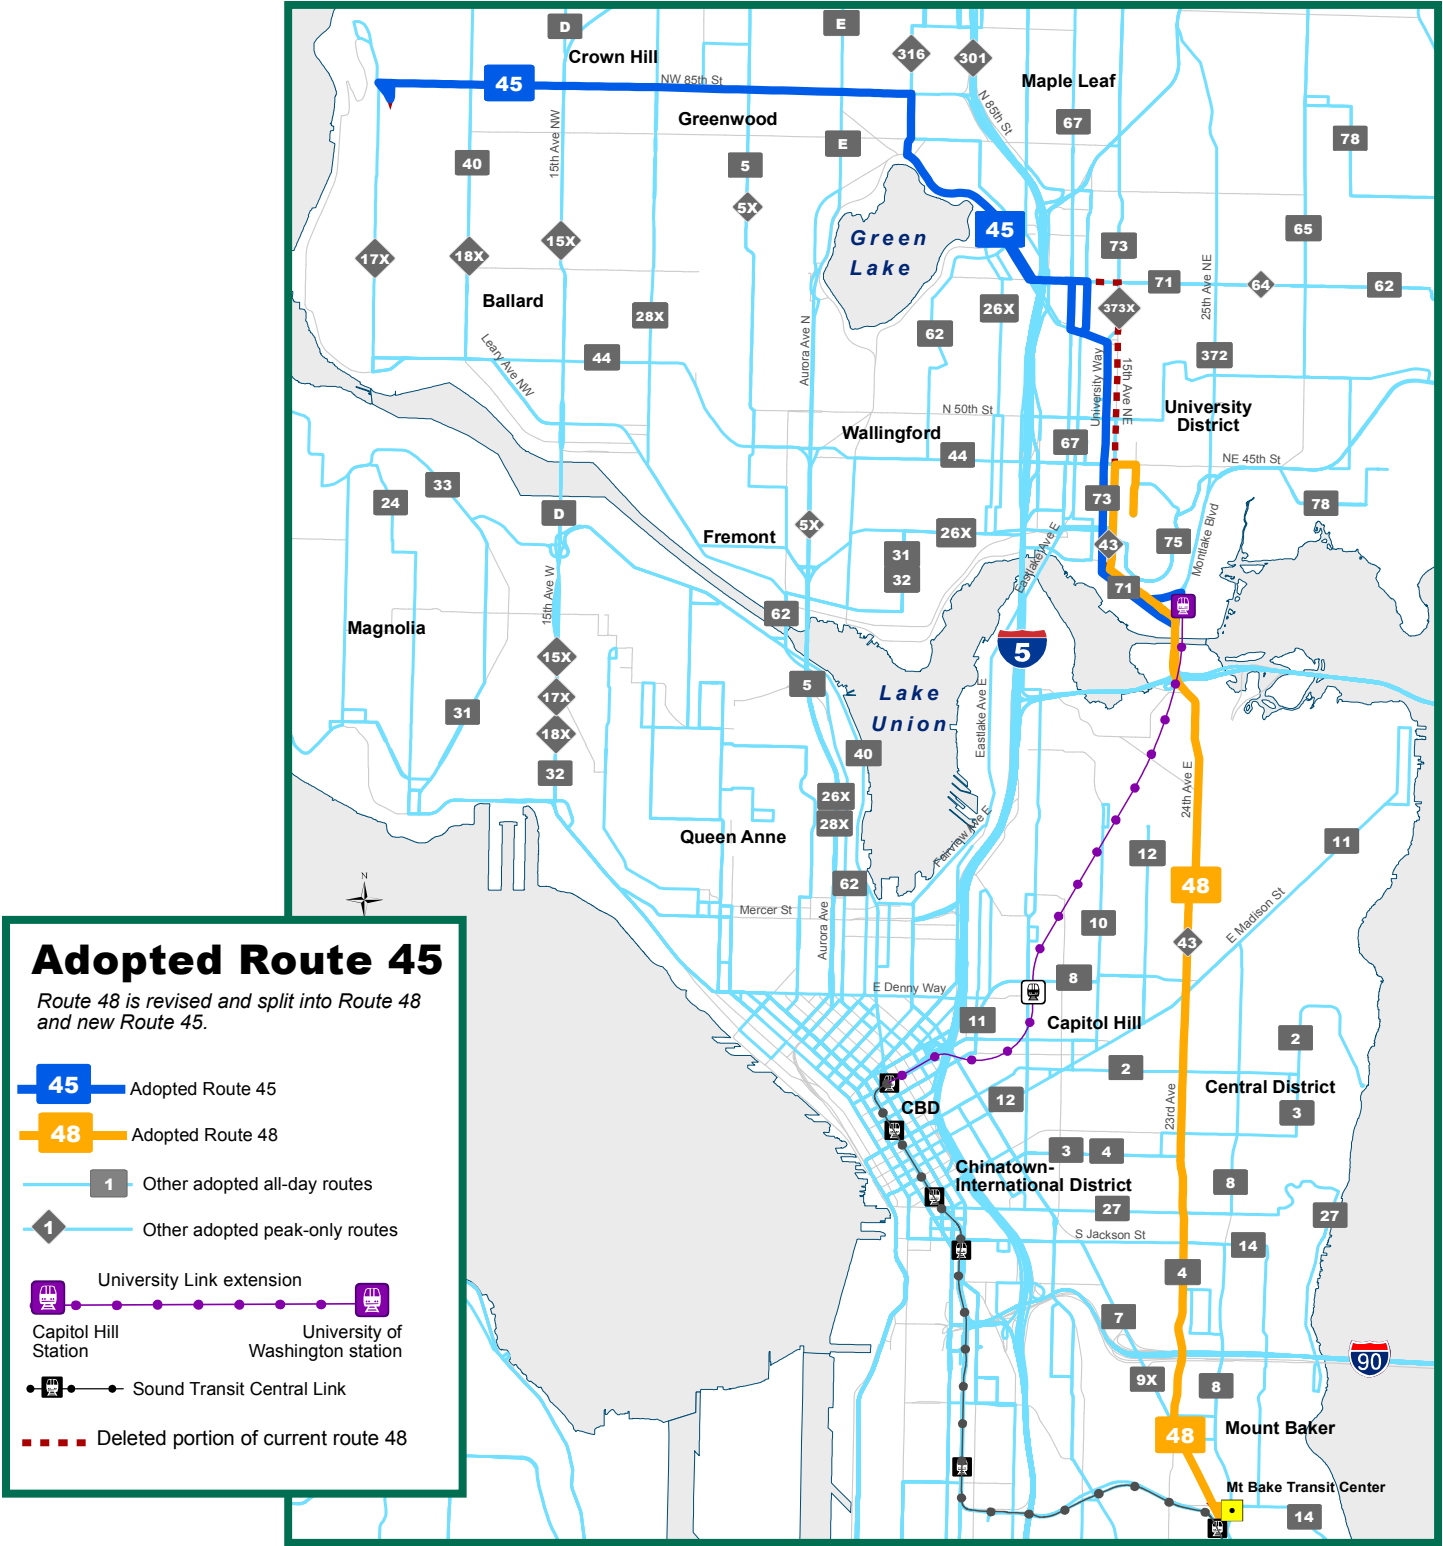 D
E
Crown Hill
316
301
Maple Leaf
45
NW 85th St
N 85th St
Greenwood
67
78
E
15th Ave NW
40
5
5X
65
17X
18X
15X
Green
Lake
45
73
71
64
62
25th Ave NE
Ballard
28X
26X
373X
62
Aurora Ave N
Leary Ave NW
44
372
University Way
15th Ave NE
N 50th St
University
District
Wallingford
67
44
NE 45th St
33
24
73
78
D
5X
Fremont
26X
Eastlake Ave E
43
75
Montlake Blvd
31
32
15th Ave W
71
62
Magnolia
5
15X
17X
18X
32
5
31
Lake
Union
Eastlake Ave E
40
24th Ave E
26X
28X
Queen Anne
Fairview Ave E
12
11
62
48
Mercer St
Aurora Ave
10
43
E Madison St
8
E Denny Way
11
Capitol Hill
2
2
Central District
12
CBD
23rd Ave
3
3
4
Chinatown-
International District
8
27
27
S Jackson St
14
4
7
90
9X
8
48
Mount Baker
Mt Bake Transit Center
14
N
Adopted Route 45
Route 48 is revised and split into Route 48
and new Route 45.
45 Adopted Route 45
48 Adopted Route 48
1 Other adopted all-day routes
1 Other adopted peak-only routes
University Link extension
Capitol Hill
Station
University of
Washington station
Sound Transit Central Link
Deleted portion of current route 48